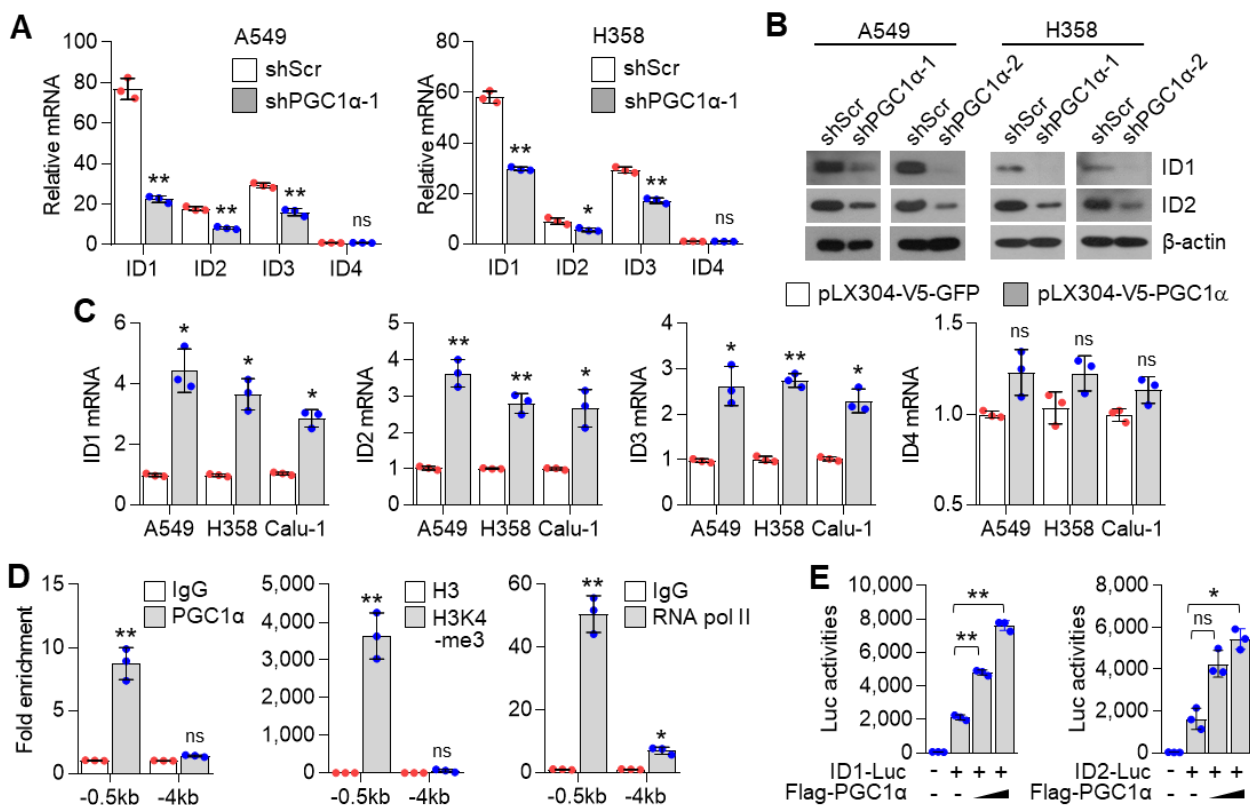 A
A549
shScr
shPGC1α-1
Relative mRNA
100
80
60
40
20
0
**
**
**
ns
ID1
ID2
ID3
ID4
H358
shScr
shPGC1α-1
Relative mRNA
80
60
40
20
0
**
*
**
ns
ID1
ID2
ID3
ID4
B
A549
H358
shScr
shPGC1α-1
shScr
shPGC1α-2
shScr
shPGC1α-1
shScr
shPGC1α-2
ID1
ID2
β-actin
pLX304-V5-GFP
pLX304-V5-PGC1α
C
ID1 mRNA
6
4
2
0
*
*
*
A549
H358
Calu-1
ID2 mRNA
5
4
3
2
1
0
**
**
*
A549
H358
Calu-1
ID3 mRNA
4
3
2
1
0
*
**
*
A549
H358
Calu-1
ID4 mRNA
1.5
1.0
0.5
ns
ns
ns
A549
H358
Calu-1
D
Fold enrichment
15
10
5
0
IgG
PGC1α
**
ns
-0.5kb
-4kb
5,000
4,000
3,000
2,000
1,000
0
H3
H3K4
-me3
**
ns
-0.5kb
-4kb
60
40
20
0
IgG
RNA pol II
**
*
-0.5kb
-4kb
E
Luc activities
10,000
8,000
6,000
4,000
2,000
0
**
**
ID1-Luc - + + +
Flag-PGC1α - -
Luc activities
8,000
6,000
4,000
2,000
0
*
ns
ID2-Luc - + + +
Flag-PGC1α - -